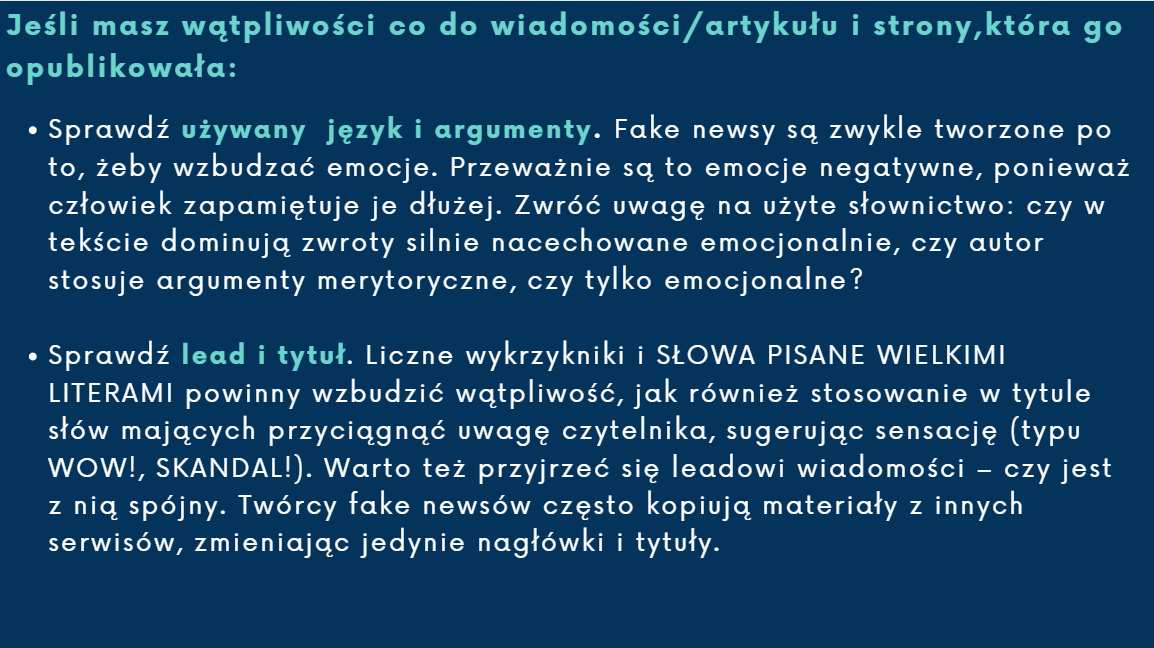 Jeśli masz wątpliwości co do wiadomości/artykułu i strony,która go
opublikowała:
• Sprawdź używany  język i argumenty. Fake newsy są zwykle tworzone po
to, żeby wzbudzać emocje. Przeważnie są to emocje negatywne, ponieważ
człowiek zapamiętuje je dłużej. Zwróć uwagę na użyte słownictwo: czy w
tekście dominują zwroty silnie nacechowane emocjonalnie, czy autor
stosuje argumenty merytoryczne, czy tylko emocjonalne?
• Sprawdź lead i tytuł. Liczne wykrzykniki i SŁOWA PISANE WIELKIMI
LITERAMI powinny wzbudzić wątpliwość, jak również stosowanie w tytule
słów mających przyciągnąć uwagę czytelnika, sugerując sensację (typu
WOW!, SKANDAL!). Warto też przyjrzeć się leadowi wiadomości – czy jest
z nią spójny. Twórcy fake newsów często kopiują materiały z innych
serwisów, zmieniając jedynie nagłówki i tytuły.